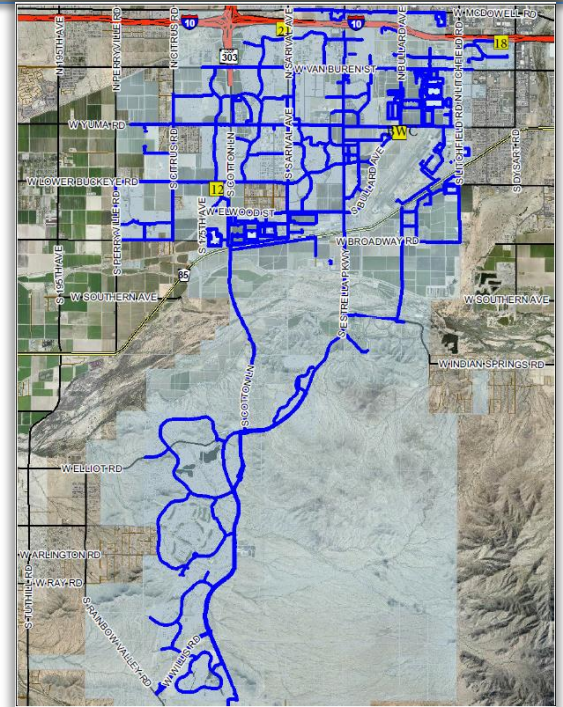 10
10
W MCDOWELL RD
21
18
N 195TH AVE
N PERRYVILLE RD
N CITRUS RD
303
N SARIVAL AVE
W VAN BUREN ST
N BULLARD AVE
N LITCHFIELD RD
W YUMA RD
S CITRUS RD
S COTTON LN
S SARIVAL AVE
WC
S LITCHFIELD RD
S DYSART RD
W LOWER BUCKEYE RD
12
S BULLARD AVE
S PERRYVILLE RD
S 175TH AVE
W ELWOOD ST
W BROADWAY RD
S 195TH AVE
85
W SOUTHERN AVE
S ESTRELLA PKWY
W SOUTHERN AVE
W INDIAN SPRINGS RD
S COTTON LN
W ELLIOT RD
W ARLINGTON RD
W RAY RD
S TUTHILL RD
S RAINBOW VALLEY RD
W WILLIS RD